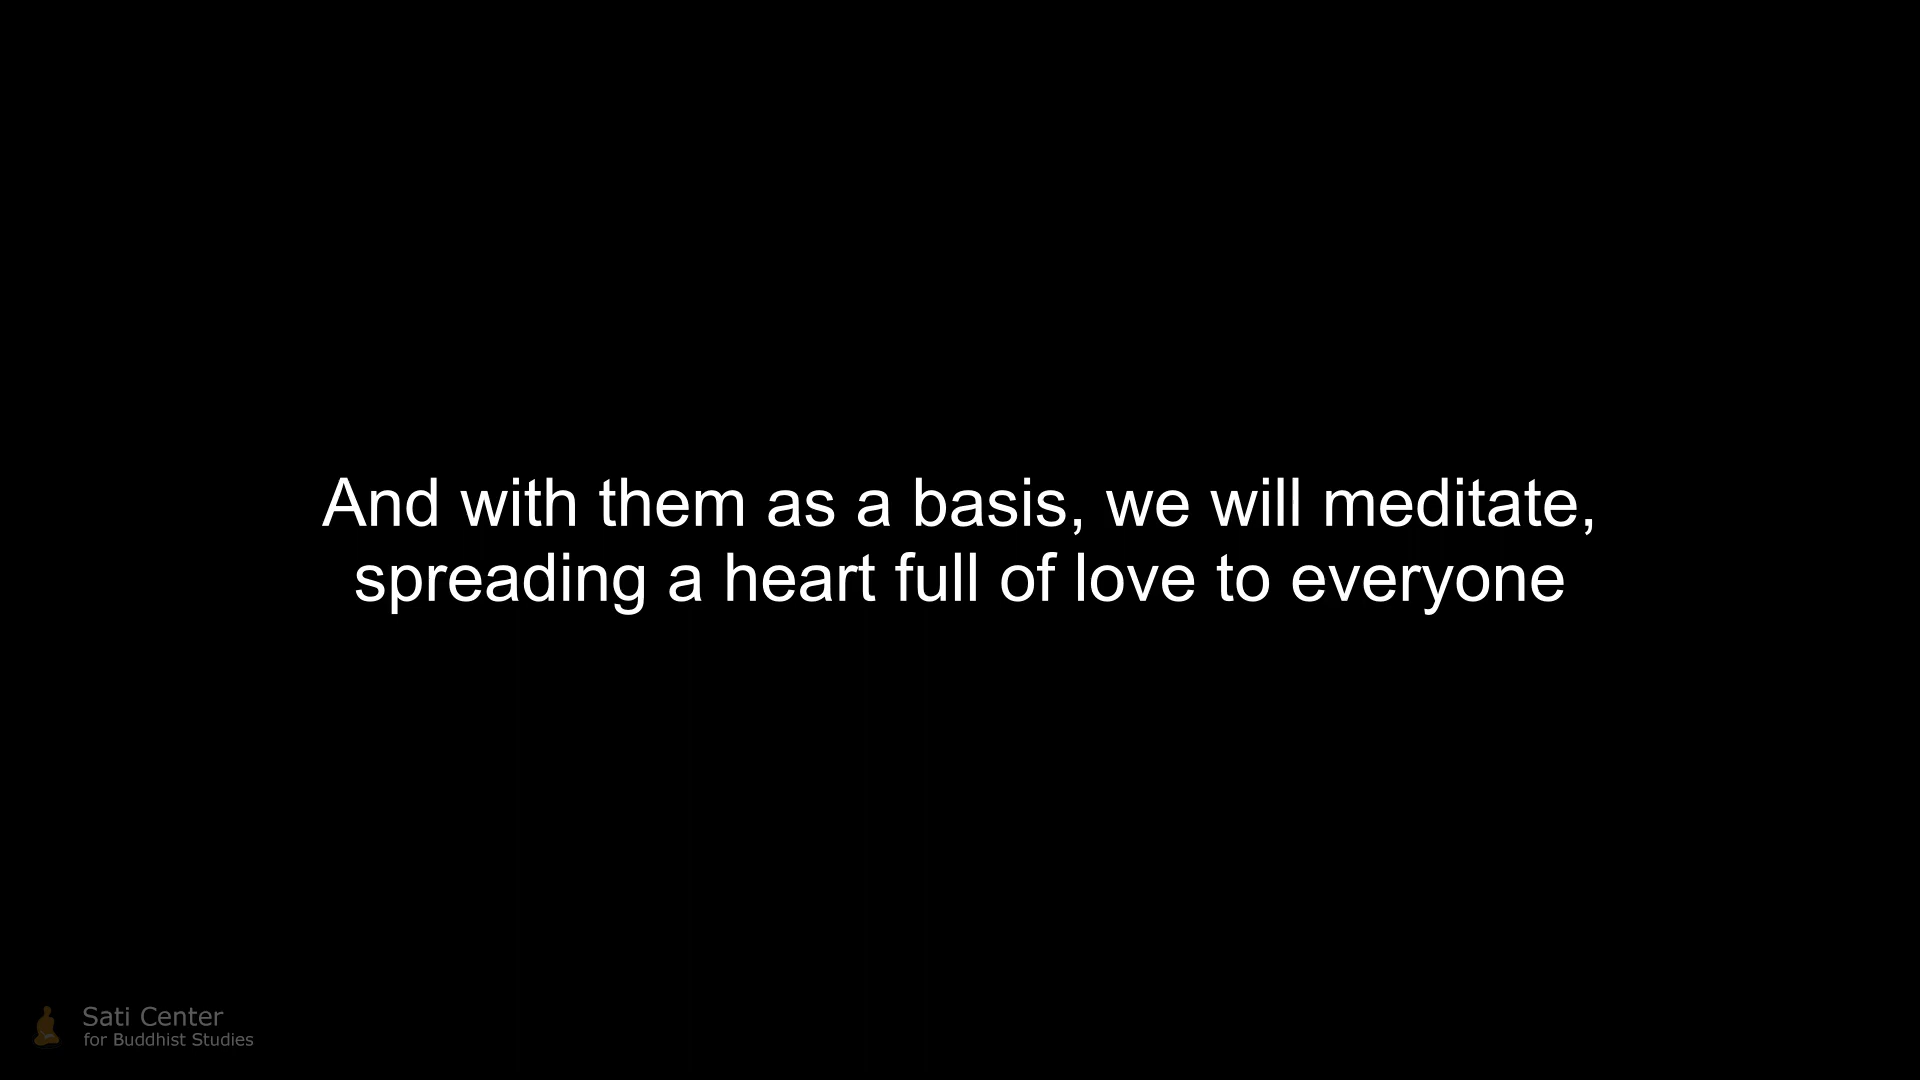 And with them as a basis, we will meditate,
spreading a heart full of love to everyone
Sati Center
for Buddhist Studies